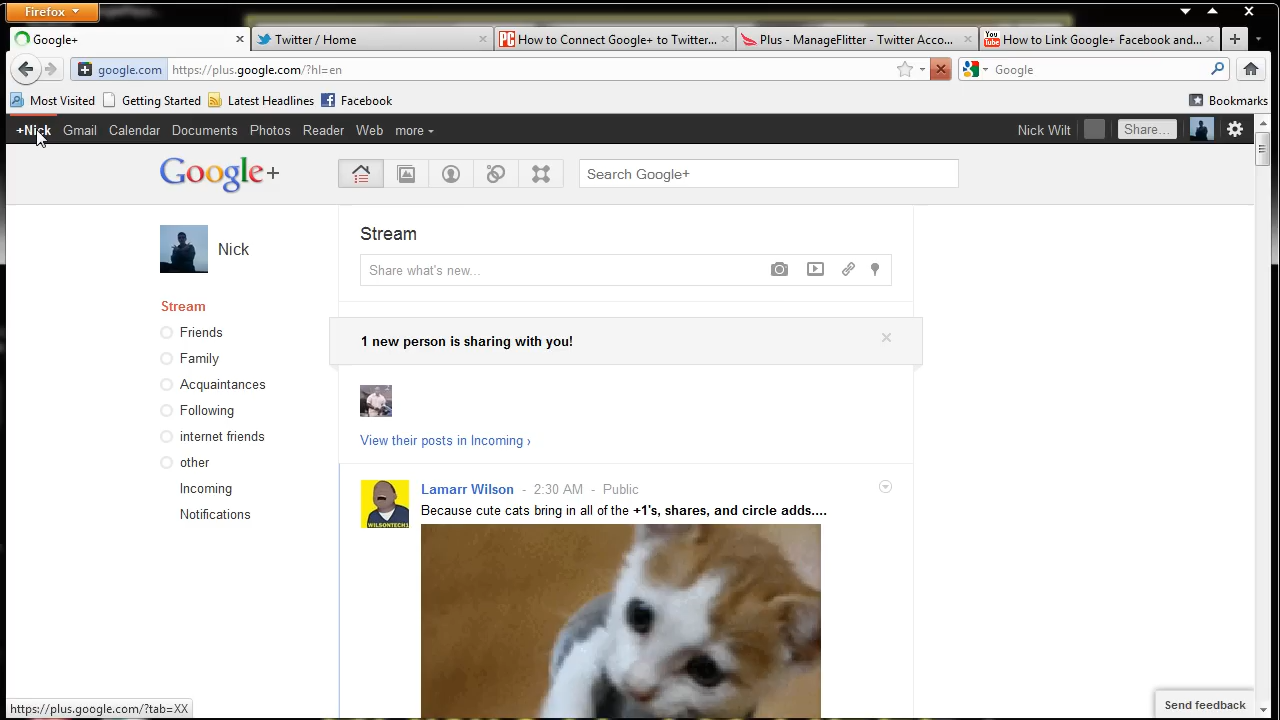 Firefox
Google+
Twitter / Home
How to Connect Google+ to Twitter...
Plus - ManageFlitter - Twitter Acco...
You Tube
How to Link Google+ Facebook and...
google.com
https://plus.google.com/?hl=en
Google
Most Visited
Getting Started
Latest Headlines
Facebook
Bookmarks
+Nick
Gmail
Calendar
Documents
Photos
Reader
Web
more
Nick Wilt
Share...
Google+
Search Google+
Nick
Stream
Friends
Family
Acquaintances
Following
internet friends
other
Incoming
Notifications
Stream
Share what's new...
1 new person is sharing with you!
View their posts in Incoming ›
Lamarr Wilson - 2:30 AM - Public
Because cute cats bring in all of the +1's, shares, and circle adds....
WILSONTECH1
Send feedback
https://plus.google.com/?tab=XX